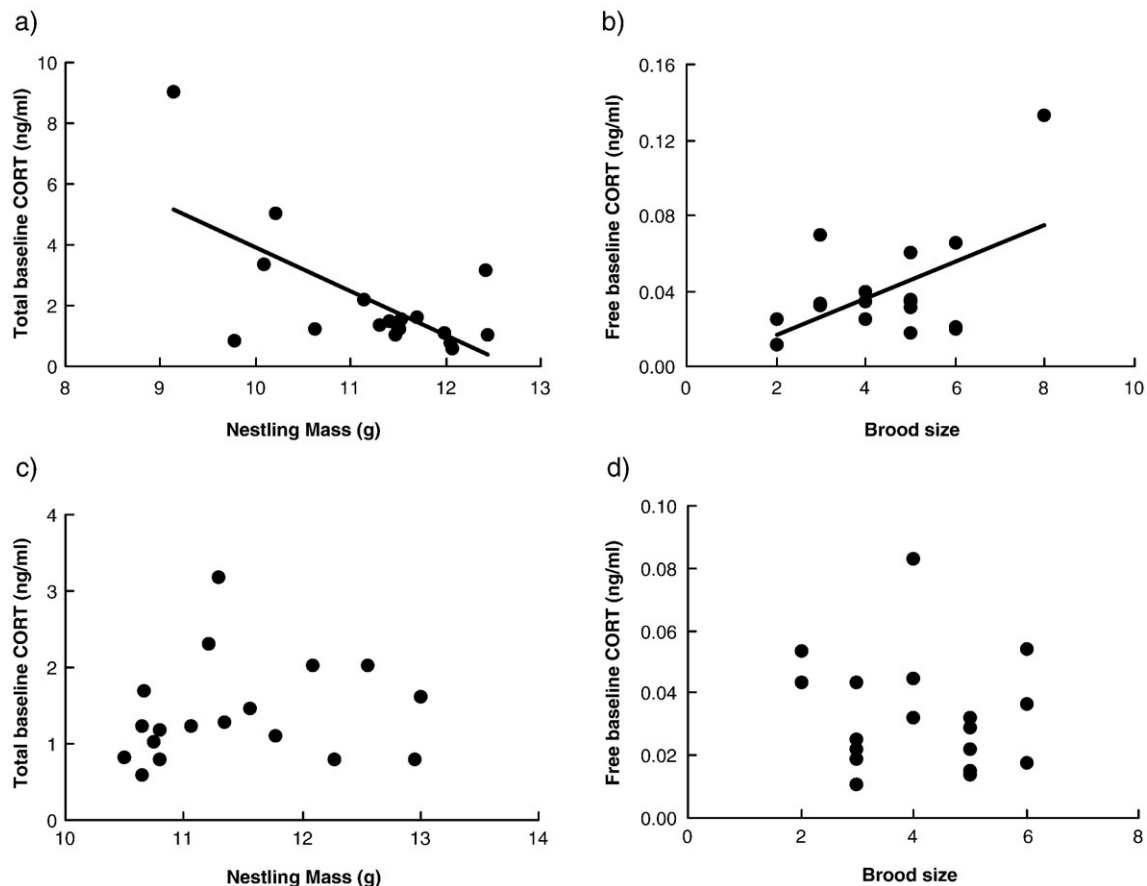 a)
Total baseline CORT (ng/ml)
10
8
6
4
2
0
8 9 10 11 12 13
Nestling Mass (g)
b)
Free baseline CORT (ng/ml)
0.16
0.12
0.08
0.04
0.00
0 2 4 6 8 10
Brood size
c)
Total baseline CORT (ng/ml)
4
3
2
1
0
10 11 12 13 14
Nestling Mass (g)
d)
Free baseline CORT (ng/ml)
0.10
0.08
0.06
0.04
0.02
0.00
0 2 4 6 8
Brood size